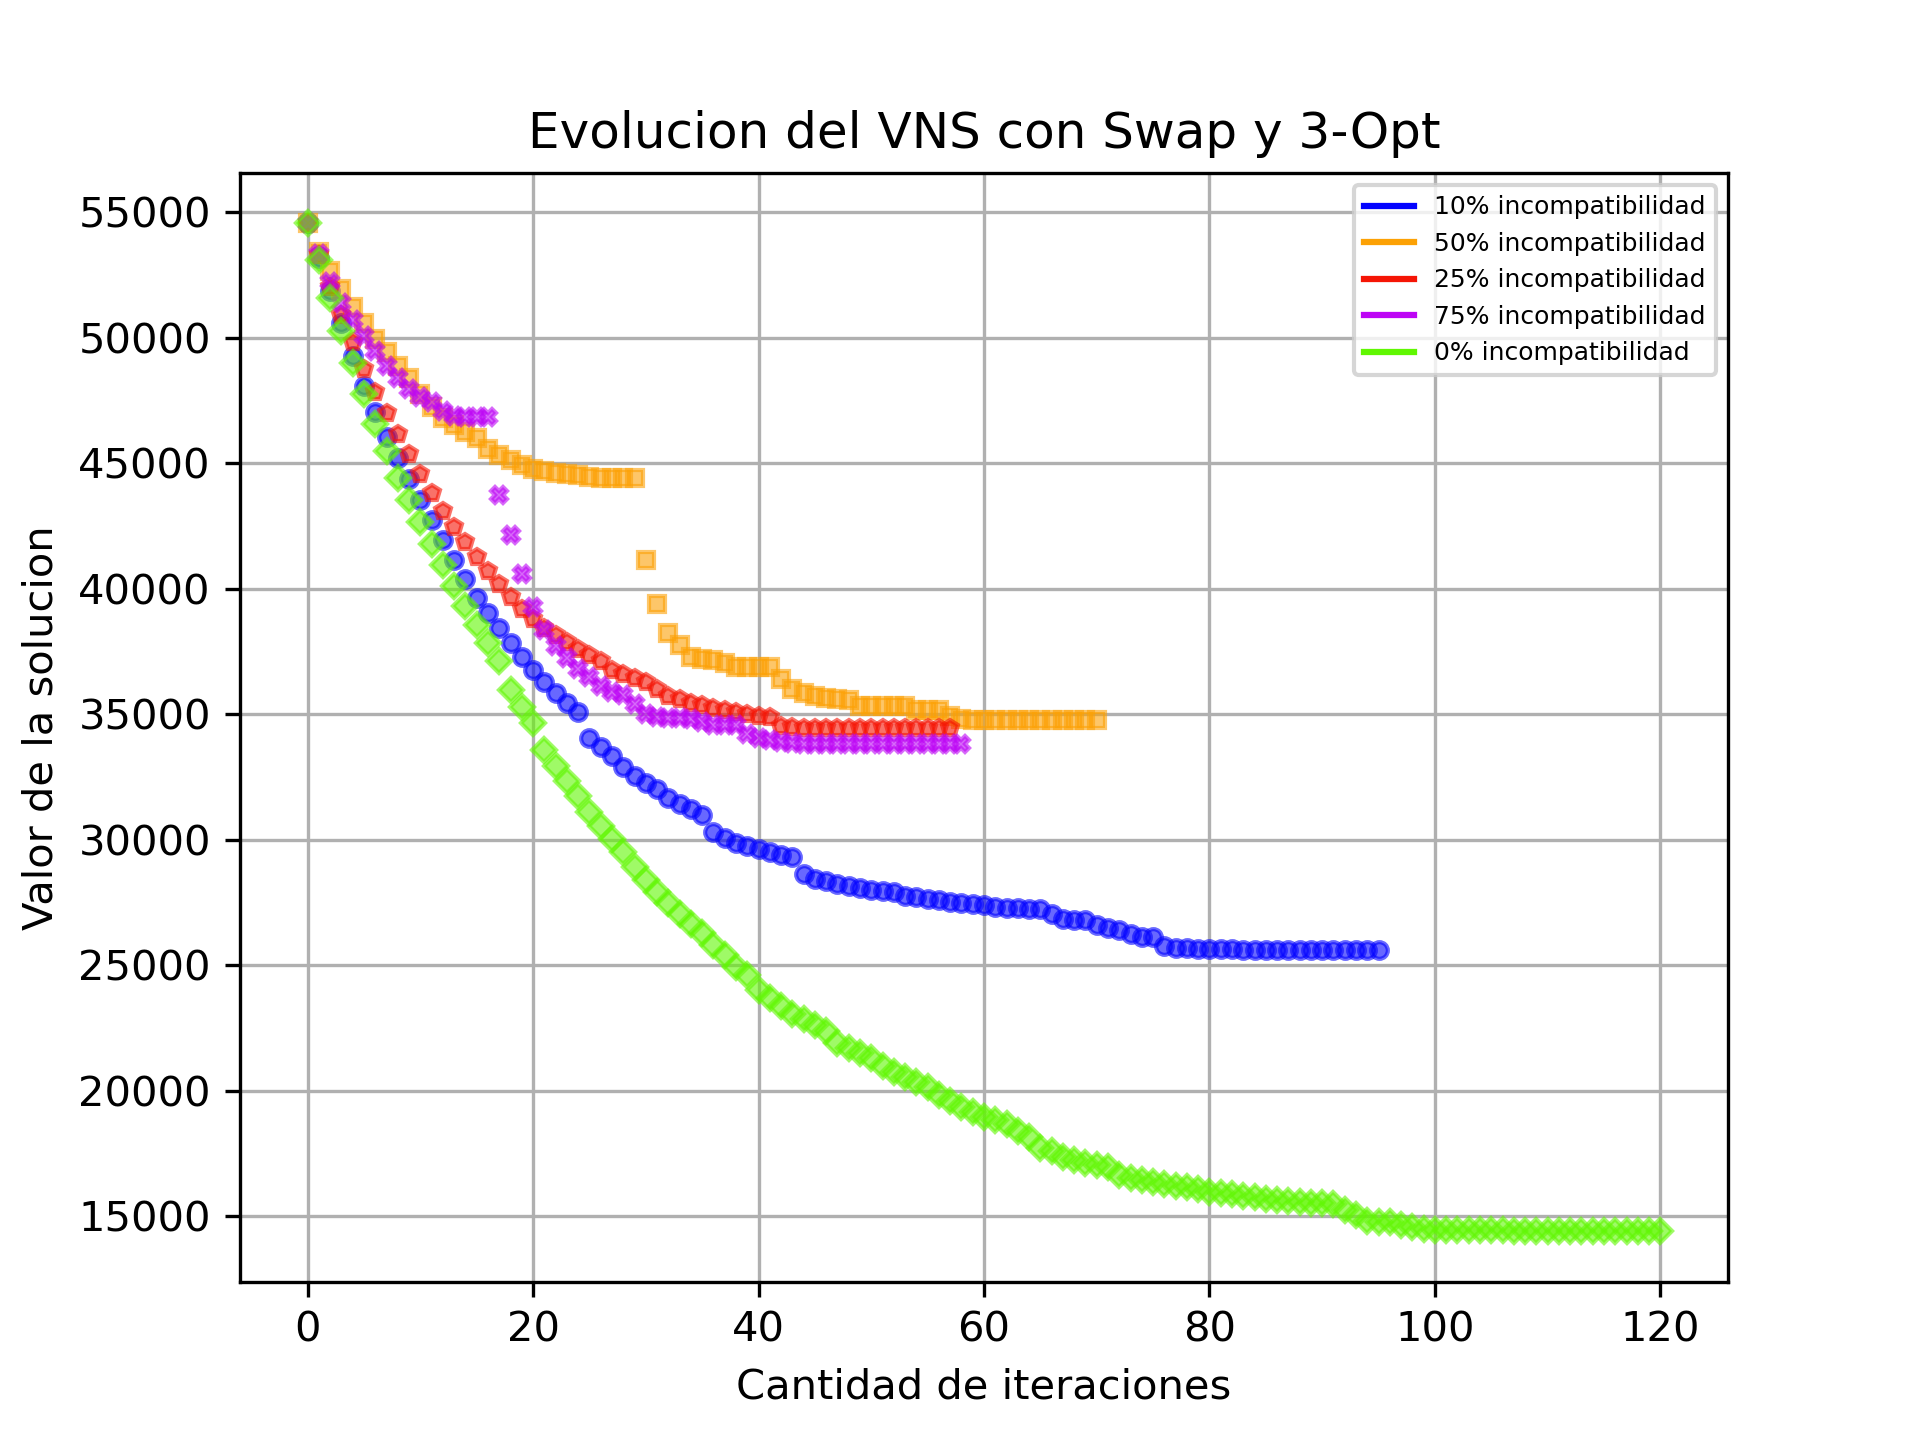 Evolucion del VNS con Swap y 3-Opt
55000
50000
45000
40000
35000
30000
25000
20000
15000
Valor de la solucion
10% incompatibilidad
50% incompatibilidad
25% incompatibilidad
75% incompatibilidad
0% incompatibilidad
0 20 40 60 80 100 120
Cantidad de iteraciones